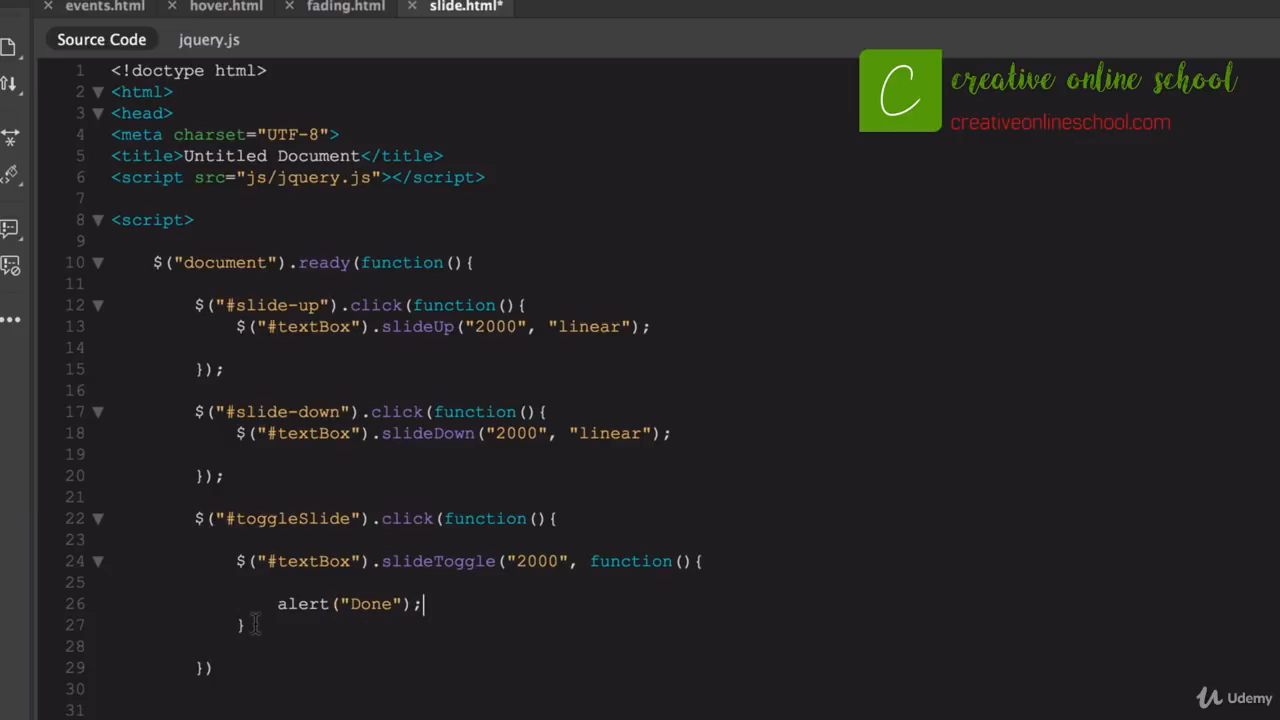 events.html hover.html fading.html slide.html*
Source Code jquery.js
creative online school
creativeonlineschool.com
1 <!doctype html>
2 <html>
3 <head>
4 <meta charset="UTF-8">
5 <title>Untitled Document</title>
6 <script src="js/jquery.js"></script>
7
8 <script>
9
10 $("document").ready(function(){
11
12 $("#slide-up").click(function(){
13 $("#textBox").slideUp("2000", "linear");
14
15 });
16
17 $("#slide-down").click(function(){
18 $("#textBox").slideDown("2000", "linear");
19
20 });
21
22 $("#toggleSlide").click(function(){
23
24 $("#textBox").slideToggle("2000", function(){
25
26 alert("Done");
27 }
28
29 })
30
31
Udemy